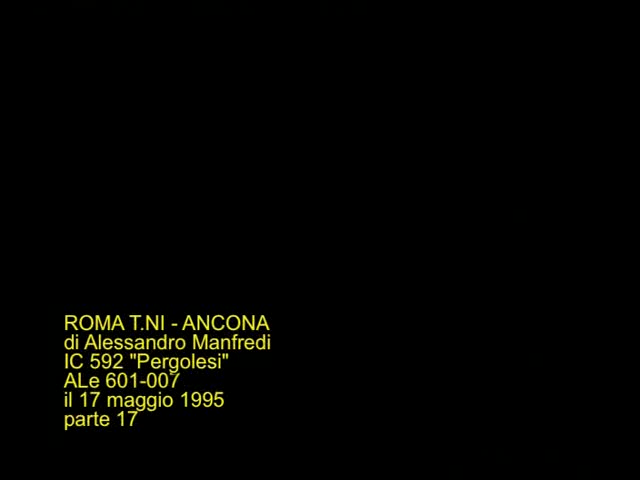 ROMA T.NI - ANCONA
di Alessandro Manfredi
IC 592 "Pergolesi"
ALe 601-007
il 17 maggio 1995
parte 17